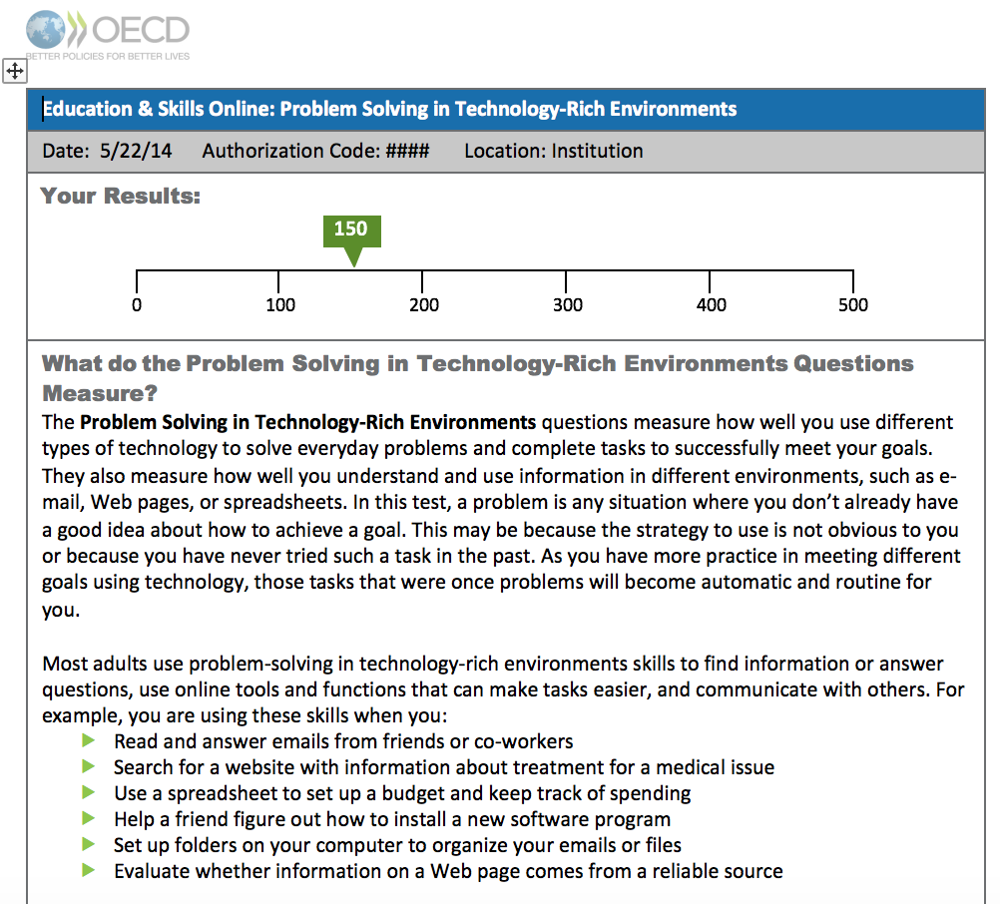 OECD
BETTER POLICIES FOR BETTER LIVES
Education & Skills Online: Problem Solving in Technology-Rich Environments
Date: 5/22/14 Authorization Code: #### Location: Institution
Your Results:
150
0 100 200 300 400 500
What do the Problem Solving in Technology-Rich Environments Questions
Measure?
The Problem Solving in Technology-Rich Environments questions measure how well you use different
types of technology to solve everyday problems and complete tasks to successfully meet your goals.
They also measure how well you understand and use information in different environments, such as e-
mail, Web pages, or spreadsheets. In this test, a problem is any situation where you don’t already have
a good idea about how to achieve a goal. This may be because the strategy to use is not obvious to you
or because you have never tried such a task in the past. As you have more practice in meeting different
goals using technology, those tasks that were once problems will become automatic and routine for
you.
Most adults use problem-solving in technology-rich environments skills to find information or answer
questions, use online tools and functions that can make tasks easier, and communicate with others. For
example, you are using these skills when you:
Read and answer emails from friends or co-workers
Search for a website with information about treatment for a medical issue
Use a spreadsheet to set up a budget and keep track of spending
Help a friend figure out how to install a new software program
Set up folders on your computer to organize your emails or files
Evaluate whether information on a Web page comes from a reliable source